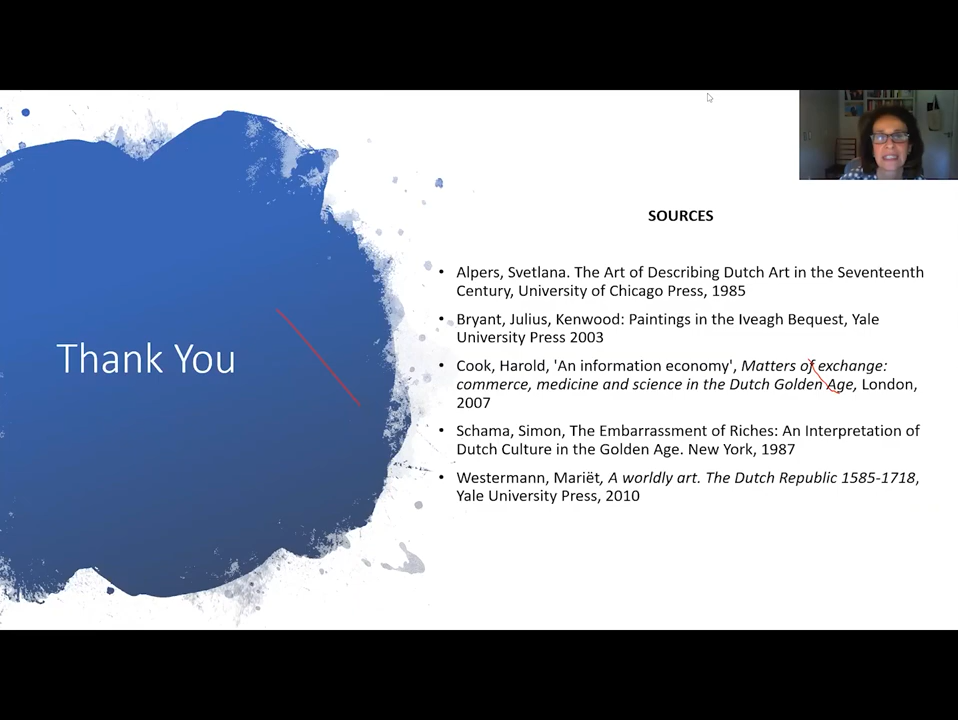 Thank You
SOURCES
• Alpers, Svetlana. The Art of Describing Dutch Art in the Seventeenth
Century, University of Chicago Press, 1985
• Bryant, Julius, Kenwood: Paintings in the Iveagh Bequest, Yale
University Press 2003
• Cook, Harold, 'An information economy', Matters of exchange:
commerce, medicine and science in the Dutch Golden Age, London,
2007
• Schama, Simon, The Embarrassment of Riches: An Interpretation of
Dutch Culture in the Golden Age. New York, 1987
• Westermann, Mariët, A worldly art. The Dutch Republic 1585-1718,
Yale University Press, 2010